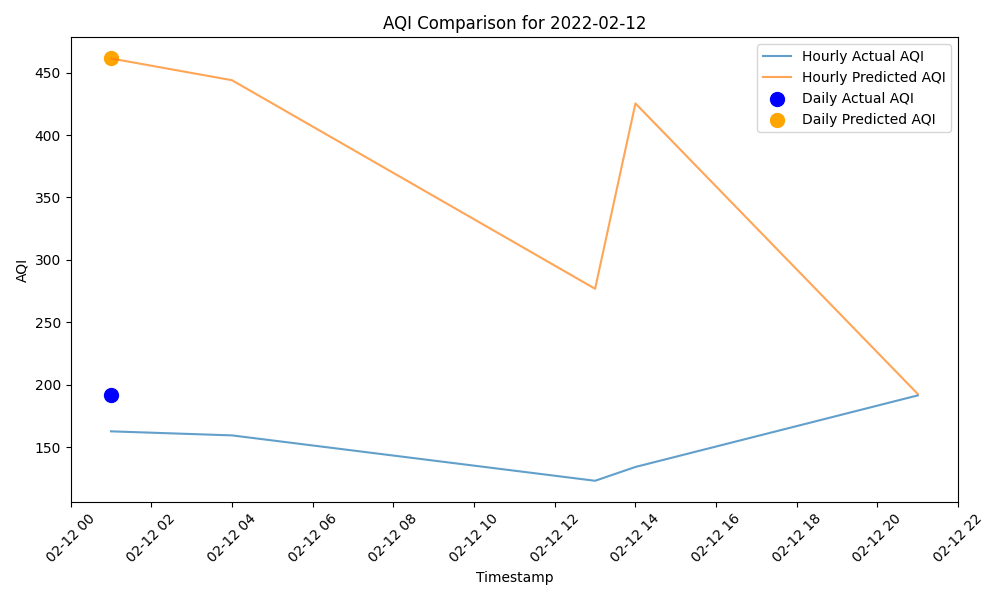 AQI Comparison for 2022-02-12
Hourly Actual AQI
Hourly Predicted AQI
Daily Actual AQI
Daily Predicted AQI
AQI
450
400
350
300
250
200
150
02-12 00
02-12 02
02-12 04
02-12 06
02-12 08
02-12 10
02-12 12
02-12 14
02-12 16
02-12 18
02-12 20
02-12 22
Timestamp